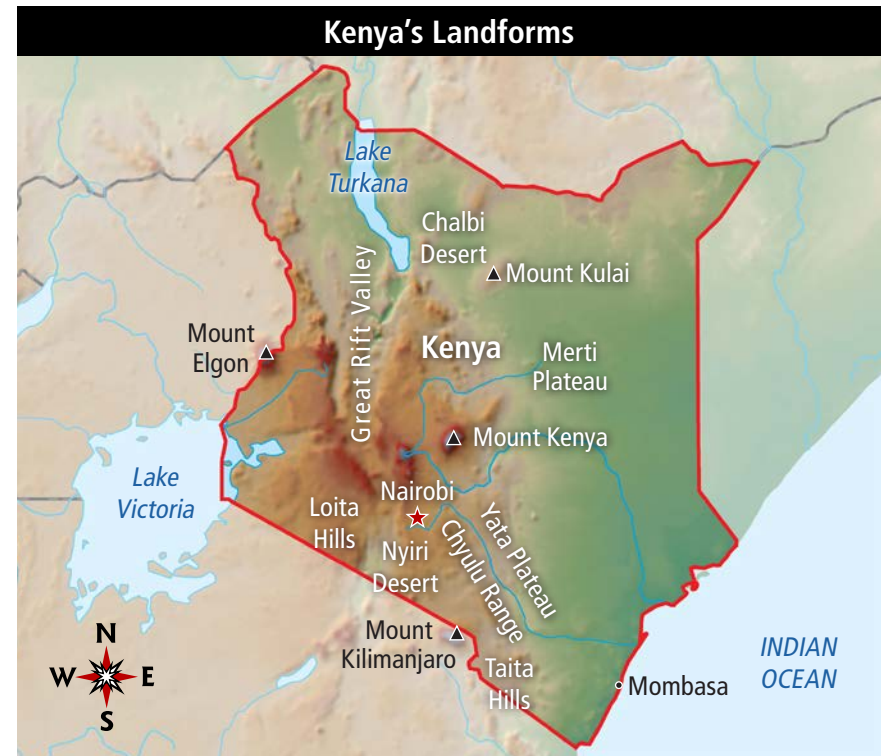 Kenya's Landforms
Lake
Turkana
Chalbi
Desert
Mount Kulai
Great Rift Valley
Mount
Elgon
Kenya
Merti
Plateau
Mount Kenya
Lake
Victoria
Nairobi
Loita
Hills
Yata Plateau
Chyulu Range
Nyiri
Desert
Mount
Kilimanjaro
Taita
Hills
Mombasa
INDIAN
OCEAN
N
W
E
S